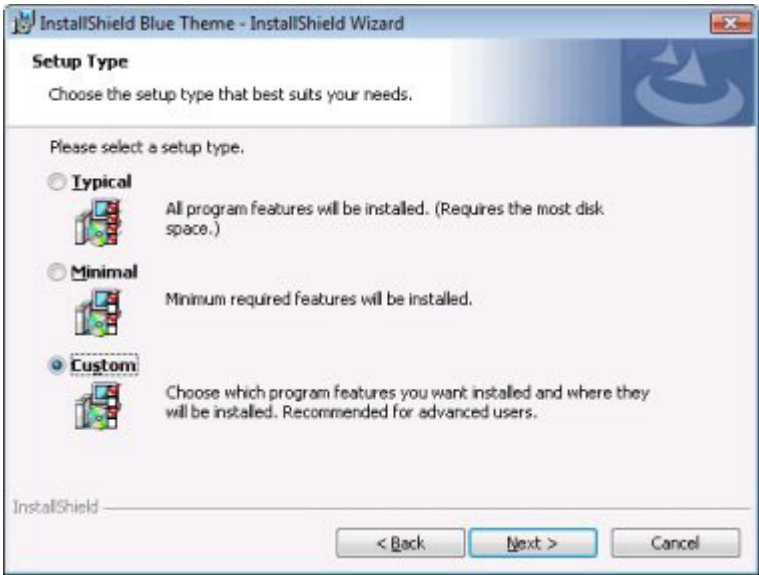 InstallShield Blue Theme - InstallShield Wizard
Setup Type
Choose the setup type that best suits your needs.
Please select a setup type.
Typical
All program features will be installed. (Requires the most disk
space.)
Minimal
Minimum required features will be installed.
Custom
Choose which program features you want installed and where they
will be installed. Recommended for advanced users.
InstallShield
< Back
Next >
Cancel